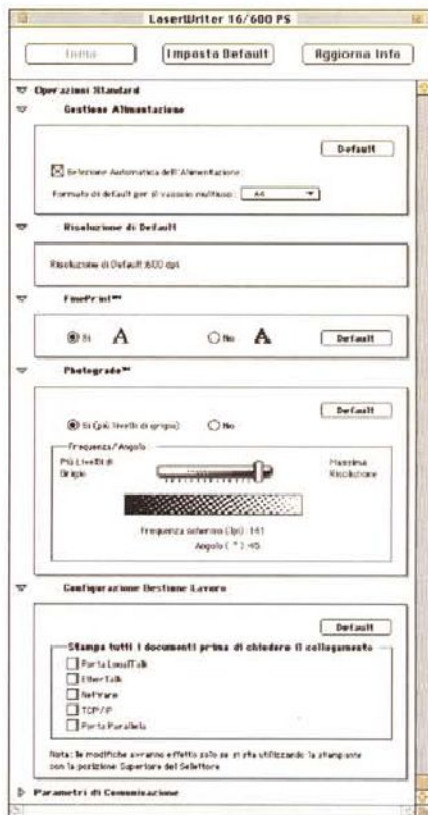 LaserWriter 16/600 PS
Invia Imposta Default Aggiorna Info
Operazioni Standard
Gestione Alimentazione
Default
Selezione Automatica dell'Alimentazione
Formato di default per il vassoio multiuso: A4
Risoluzione di Default
Risoluzione di Default: 600 dpi
FinePrint™
Si A No A Default
Photograde™
Default
Si (più livelli di grigio) No
Frequenza/Angolo
Più Livelli di Grigio
Massima Risoluzione
Frequenza schermo (lpi): 141
Angolo (°): 45
Configurazione Gestione Lavoro
Default
Stampa tutti i documenti prima di chiudere il collegamento
Porta LocalTalk
EtherTalk
NetWare
TCP/IP
Porta Parallela
Nota: le modifiche avranno effetto solo se si sta utilizzando la stampante
con la posizione Superiore del Selettore
Parametri di Comunicazione